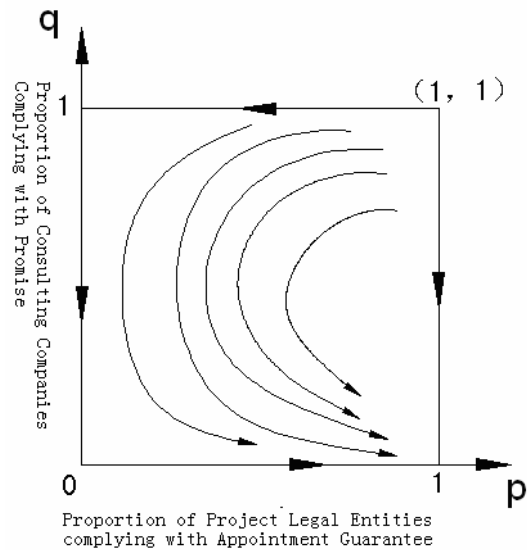 q
1
(1, 1)
Proportion of Consulting Companies
Complying with Promise
0
1
p
Proportion of Project Legal Entities
complying with Appointment Guarantee